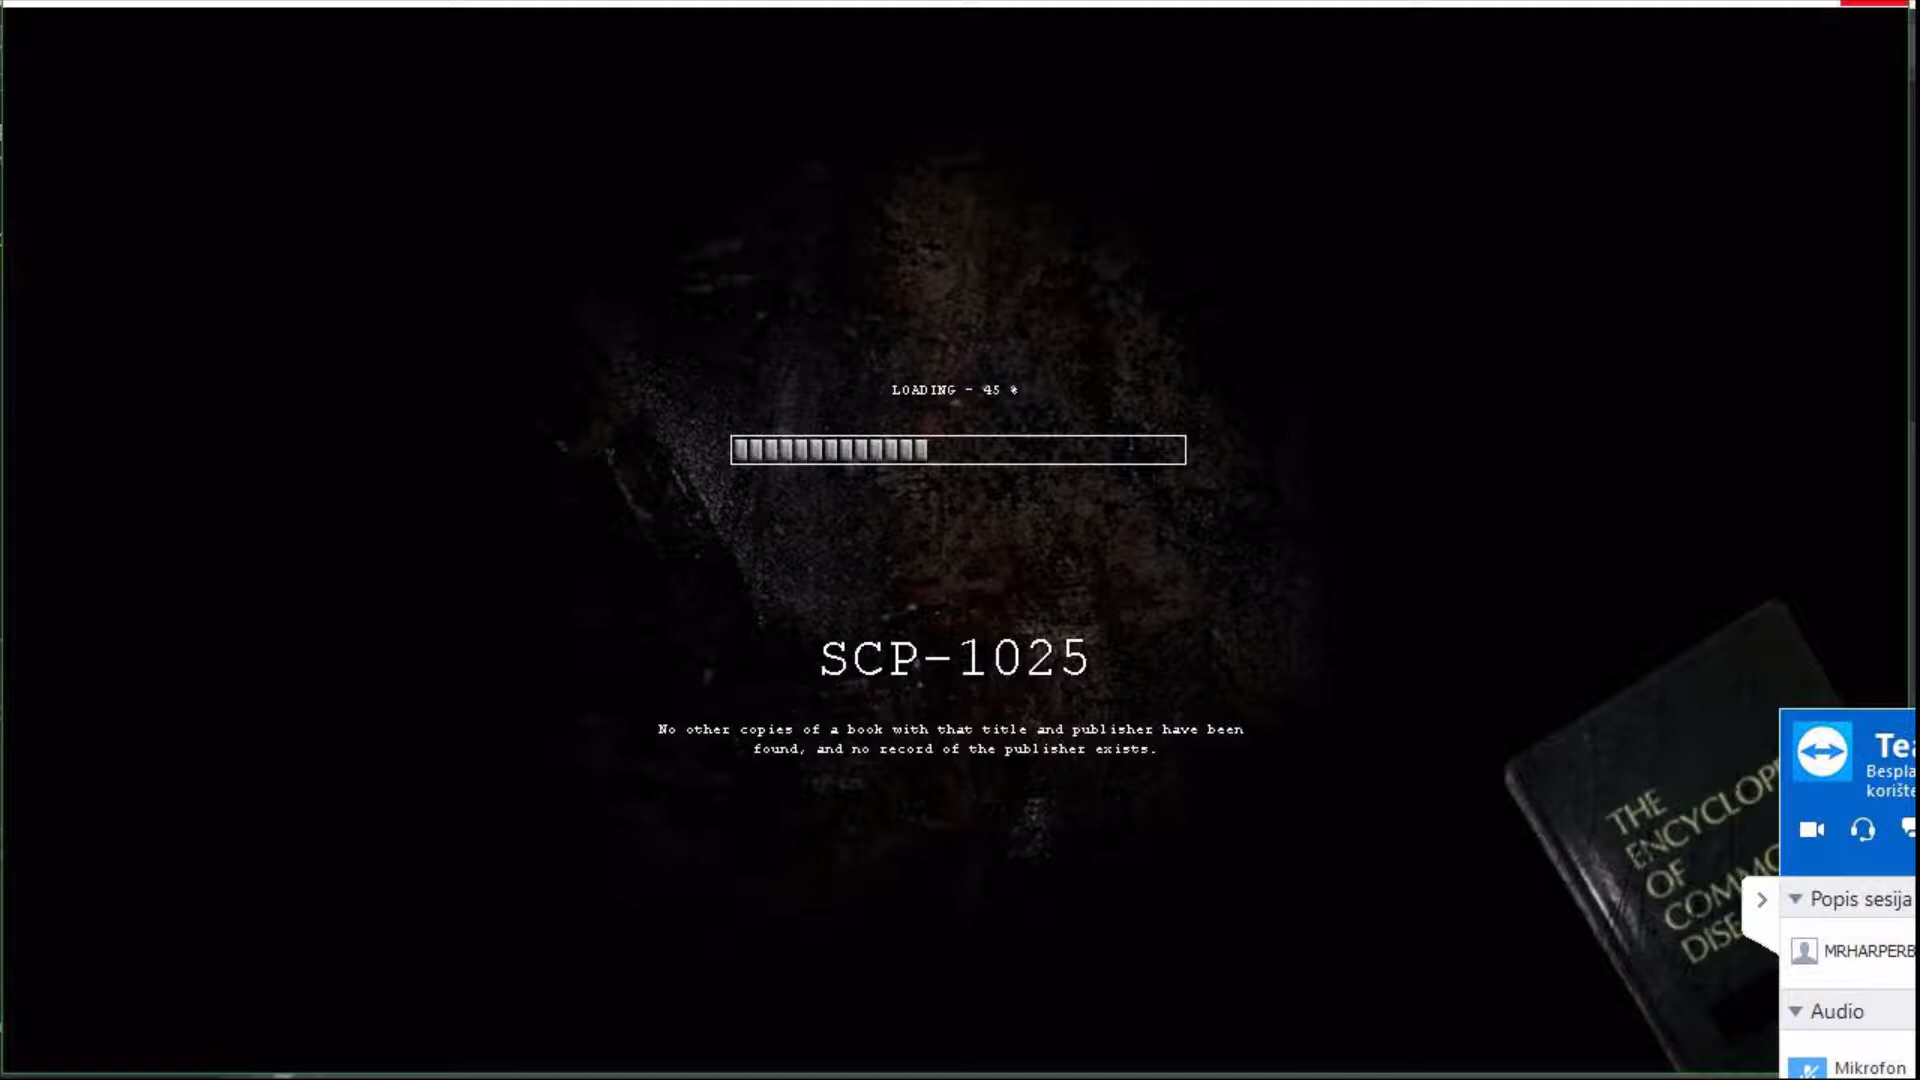 LOADING - 45 %
SCP-1025
No other copies of a book with that title and publisher have been
found, and no record of the publisher exists.
THE
ENCYCLOP
OF
COMMO
DISE
Te
Bespla
korište
Popis sesija
MRHARPERB
Audio
Mikrofon